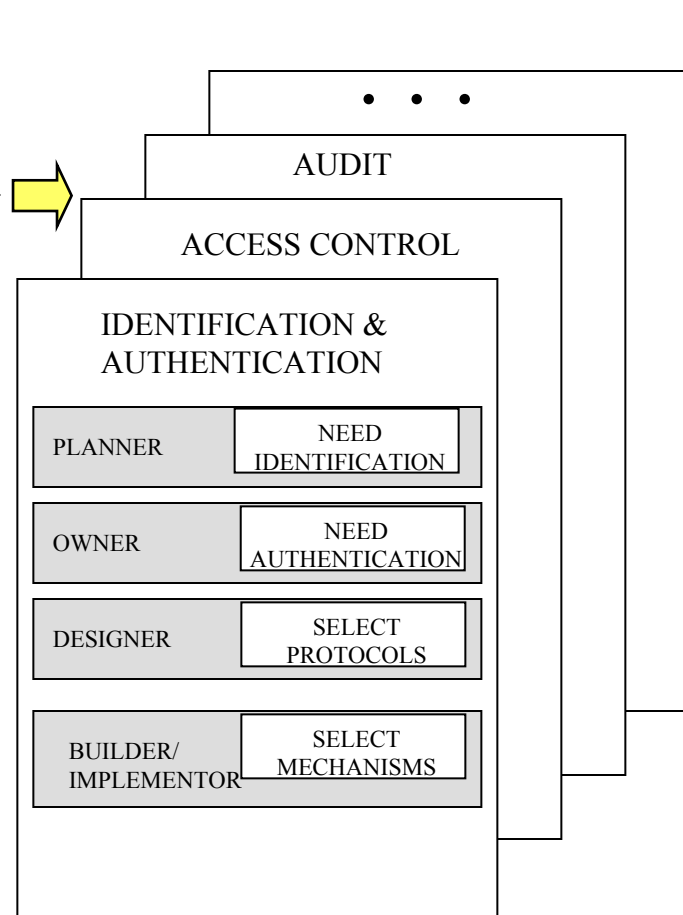 • • •
AUDIT
ACCESS CONTROL
IDENTIFICATION &
AUTHENTICATION
PLANNER
NEED
IDENTIFICATION
OWNER
NEED
AUTHENTICATION
DESIGNER
SELECT
PROTOCOLS
BUILDER/
IMPLEMENTOR
SELECT
MECHANISMS